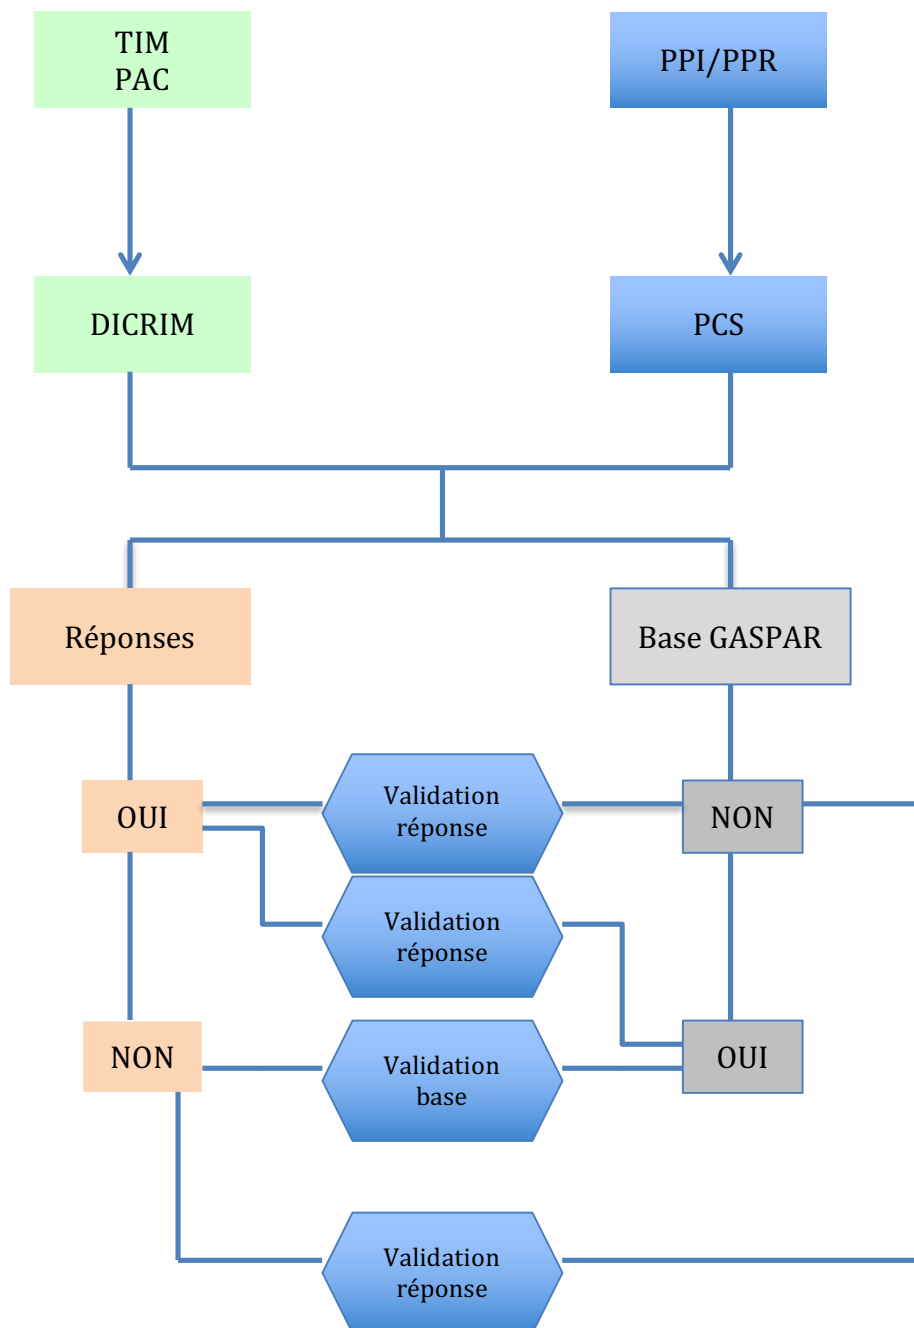 TIM
PAC
PPI/PPR
DICRIM
PCS
Réponses
Base GASPAR
OUI
Validation
réponse
NON
Validation
réponse
NON
Validation
base
OUI
Validation
réponse